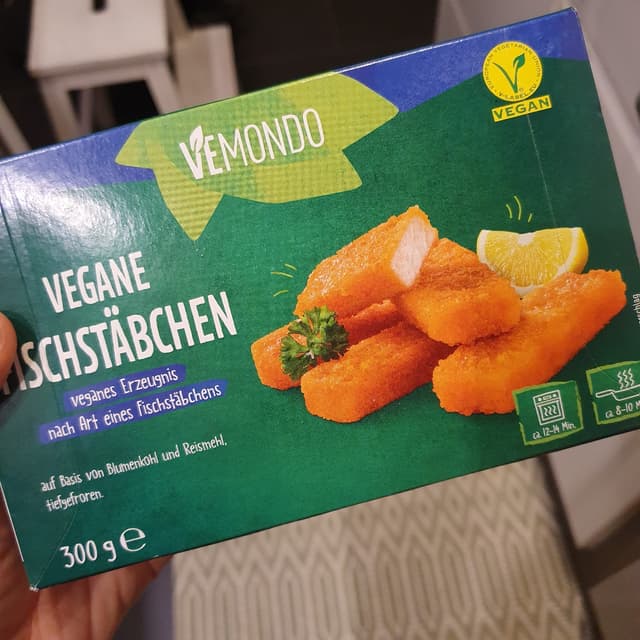 VEMONDO
VEGAN
VEGANE
FISCHSTÄBCHEN
veganes Erzeugnis
nach Art eines Fischstäbchens
auf Basis von Blumenkohl und Reismehl,
tiefgefroren.
300 g e
ca. 12-14 Min.
ca. 8-10 M